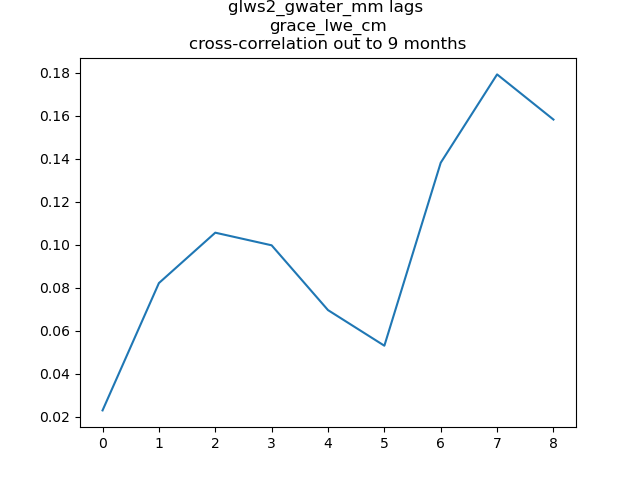 glws2_gwater_mm lags
grace_lwe_cm
cross-correlation out to 9 months
0.18
0.16
0.14
0.12
0.10
0.08
0.06
0.04
0.02
0 1 2 3 4 5 6 7 8